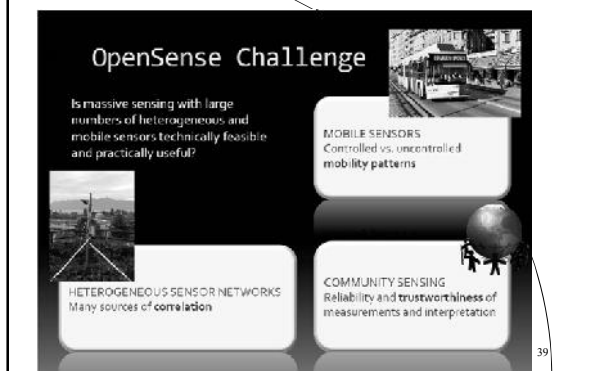 OpenSense Challenge
Is massive sensing with large
numbers of heterogeneous and
mobile sensors technically feasible
and practically useful?
MOBILE SENSORS
Controlled vs. uncontrolled
mobility patterns
HETEROGENEOUS SENSOR NETWORKS
Many sources of correlation
COMMUNITY SENSING
Reliability and trustworthiness of
measurements and interpretation
39